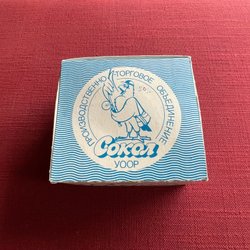 ПРОИЗВОДСТВЕННО-ТОРГОВОЕ ОБЪЕДИНЕНИЕ
СОКОЛ
УООР